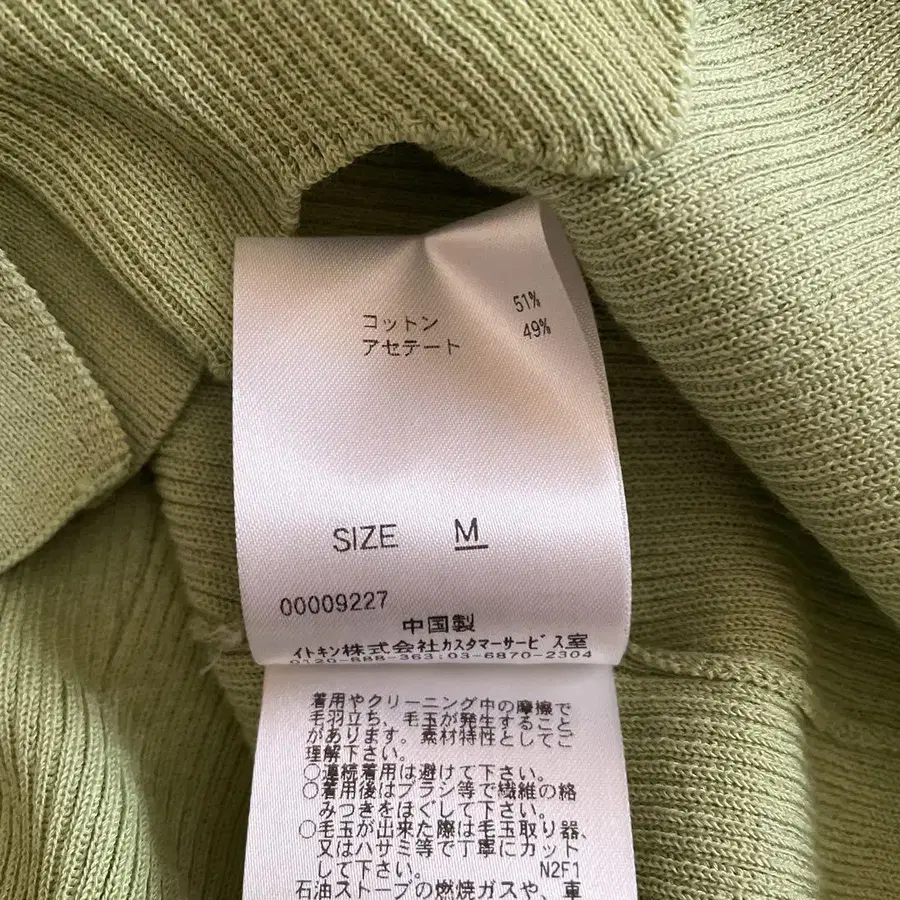 コットン 51%
アセテート 49%
SIZE M
00009227
中国製
イトキン株式会社カスタマーサービス室
0120-888-363:03-6870-2304
着用やクリーニング中の摩擦で
毛羽立ち、毛玉が発生すること
があります。素材特性としてご
理解下さい。
○連続着用は避けて下さい。
○着用後はブラシ等で繊維の絡
みつきをほぐして下さい。
○毛玉が出来た際は毛玉取り器、
又はハサミ等で丁寧にカット
して下さい。 N2F1
石油ストーブの燃焼ガスや、車